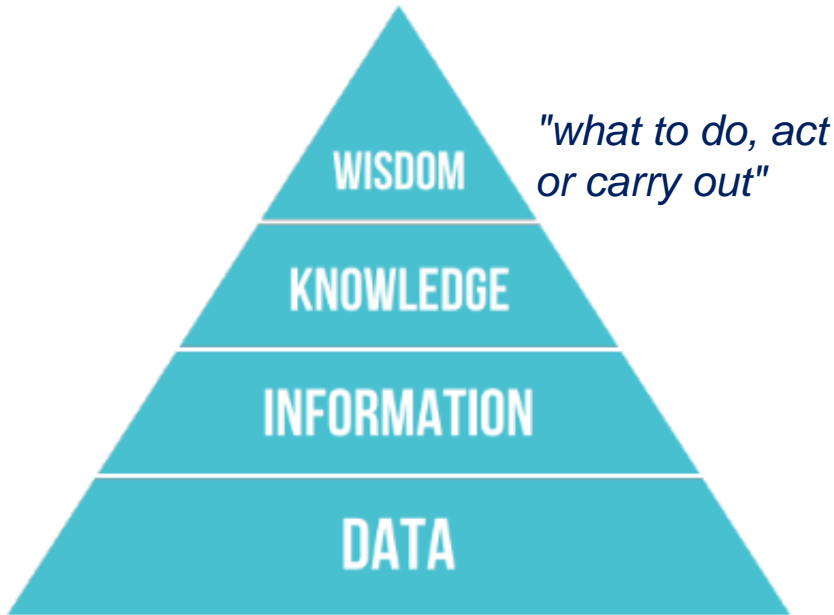 "what to do, act
or carry out"
WISDOM
KNOWLEDGE
INFORMATION
DATA